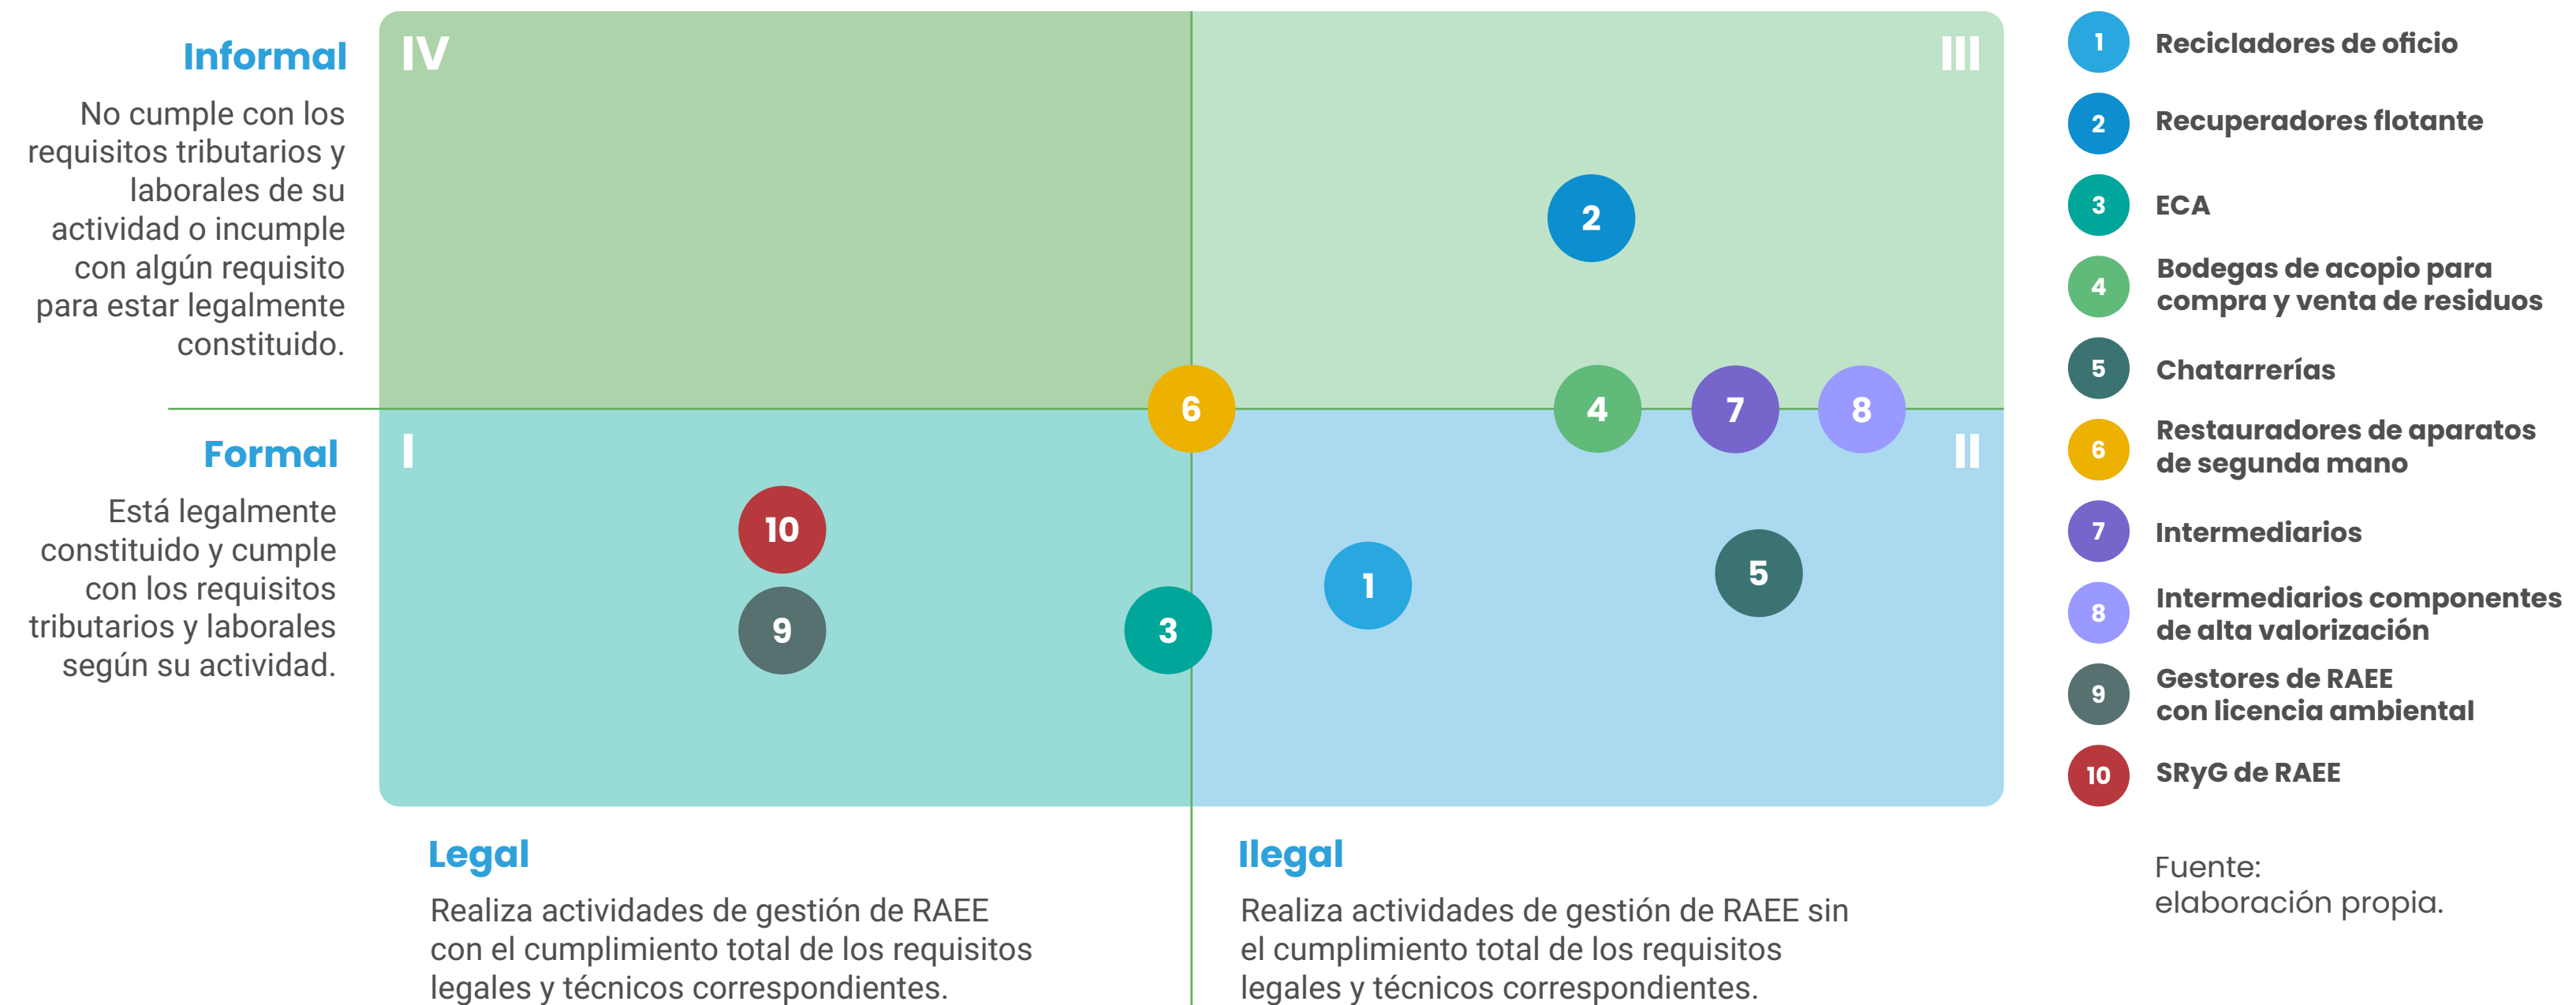 Informal
No cumple con los
requisitos tributarios y
laborales de su
actividad o incumple
con algún requisito
para estar legalmente
constituido.
Formal
Está legalmente
constituido y cumple
con los requisitos
tributarios y laborales
según su actividad.
IV
III
2
6
4
7
8
I
II
10
1
5
9
3
Legal
Realiza actividades de gestión de RAEE
con el cumplimiento total de los requisitos
legales y técnicos correspondientes.
Ilegal
Realiza actividades de gestión de RAEE sin
el cumplimiento total de los requisitos
legales y técnicos correspondientes.
1 Recicladores de oficio
2 Recuperadores flotante
3 ECA
4 Bodegas de acopio para
compra y venta de residuos
5 Chatarrerías
6 Restauradores de aparatos
de segunda mano
7 Intermediarios
8 Intermediarios componentes
de alta valorización
9 Gestores de RAEE
con licencia ambiental
10 SRyG de RAEE
Fuente:
elaboración propia.